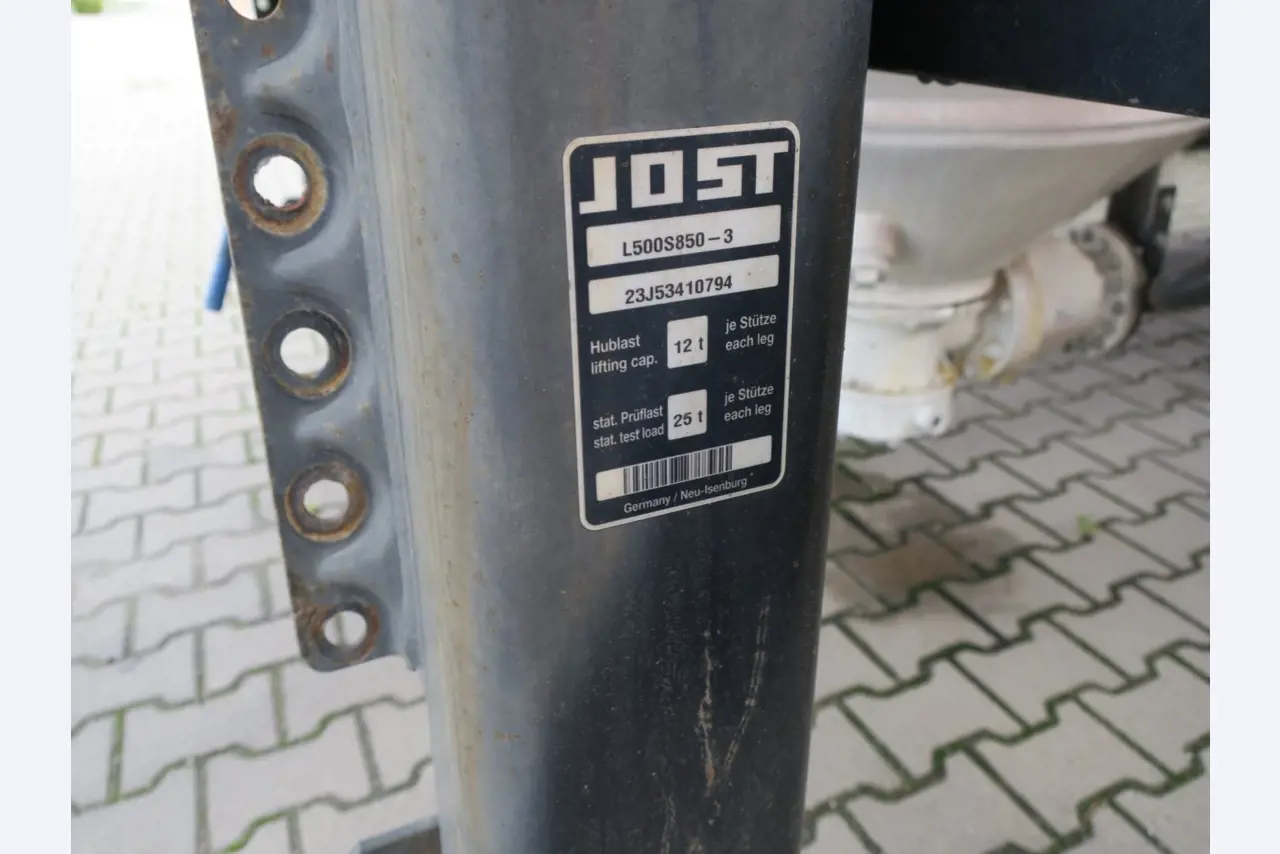 JOST
L500S850-3
23J53410794
Hublast
lifting cap.
12 t
je Stütze
each leg
stat. Prüflast
stat. test load
25 t
je Stütze
each leg
Germany / Neu-Isenburg